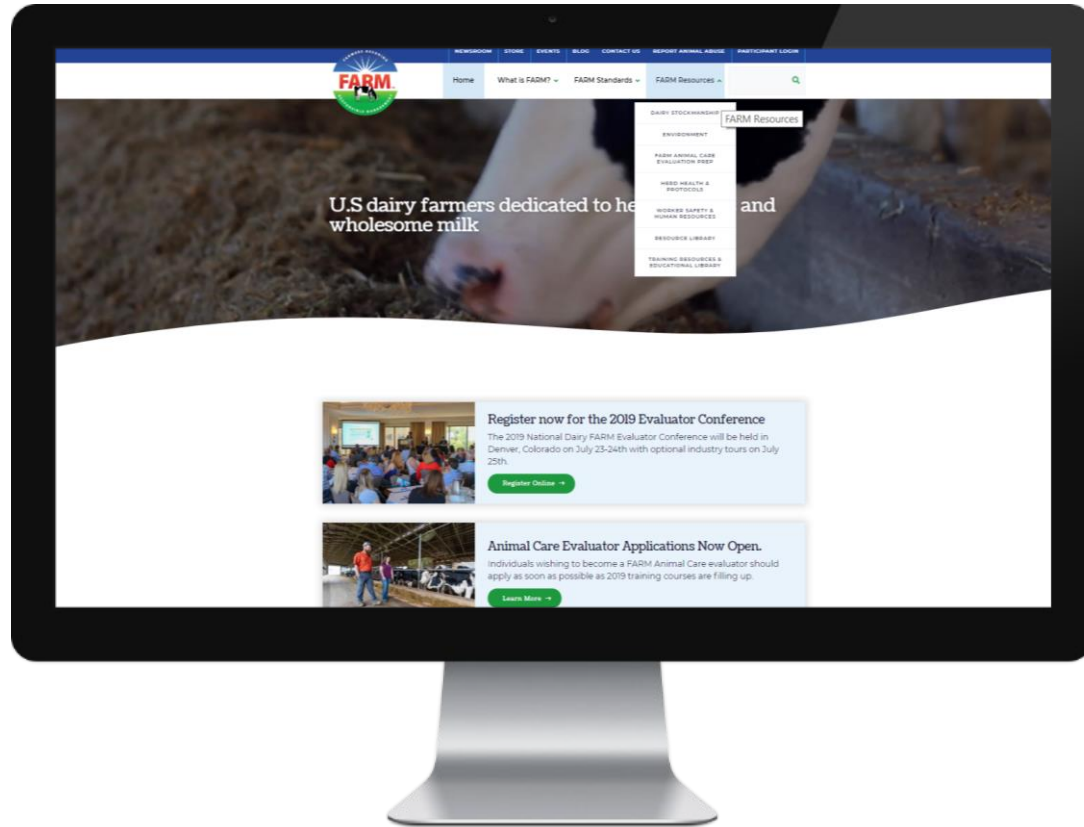 NEWSROOM STORE EVENTS BLOG CONTACT US REPORT ANIMAL ABUSE PARTICIPANT LOGIN
FARM
Home What is FARM? FARM Standards FARM Resources
DAIRY STOCKMANSHIP
FARM Resources
ENVIRONMENT
FARM ANIMAL CARE
EVALUATION PREP
HERD HEALTH &
PROTOCOLS
WORKER SAFETY &
HUMAN RESOURCES
RESOURCE LIBRARY
TRAINING RESOURCES &
EDUCATIONAL LIBRARY
U.S dairy farmers dedicated to he and
wholesome milk
Register now for the 2019 Evaluator Conference
The 2019 National Dairy FARM Evaluator Conference will be held in
Denver, Colorado on July 23-24th with optional industry tours on July
25th.
Register Online →
Animal Care Evaluator Applications Now Open.
Individuals wishing to become a FARM Animal Care evaluator should
apply as soon as possible as 2019 training courses are filling up.
Learn More →